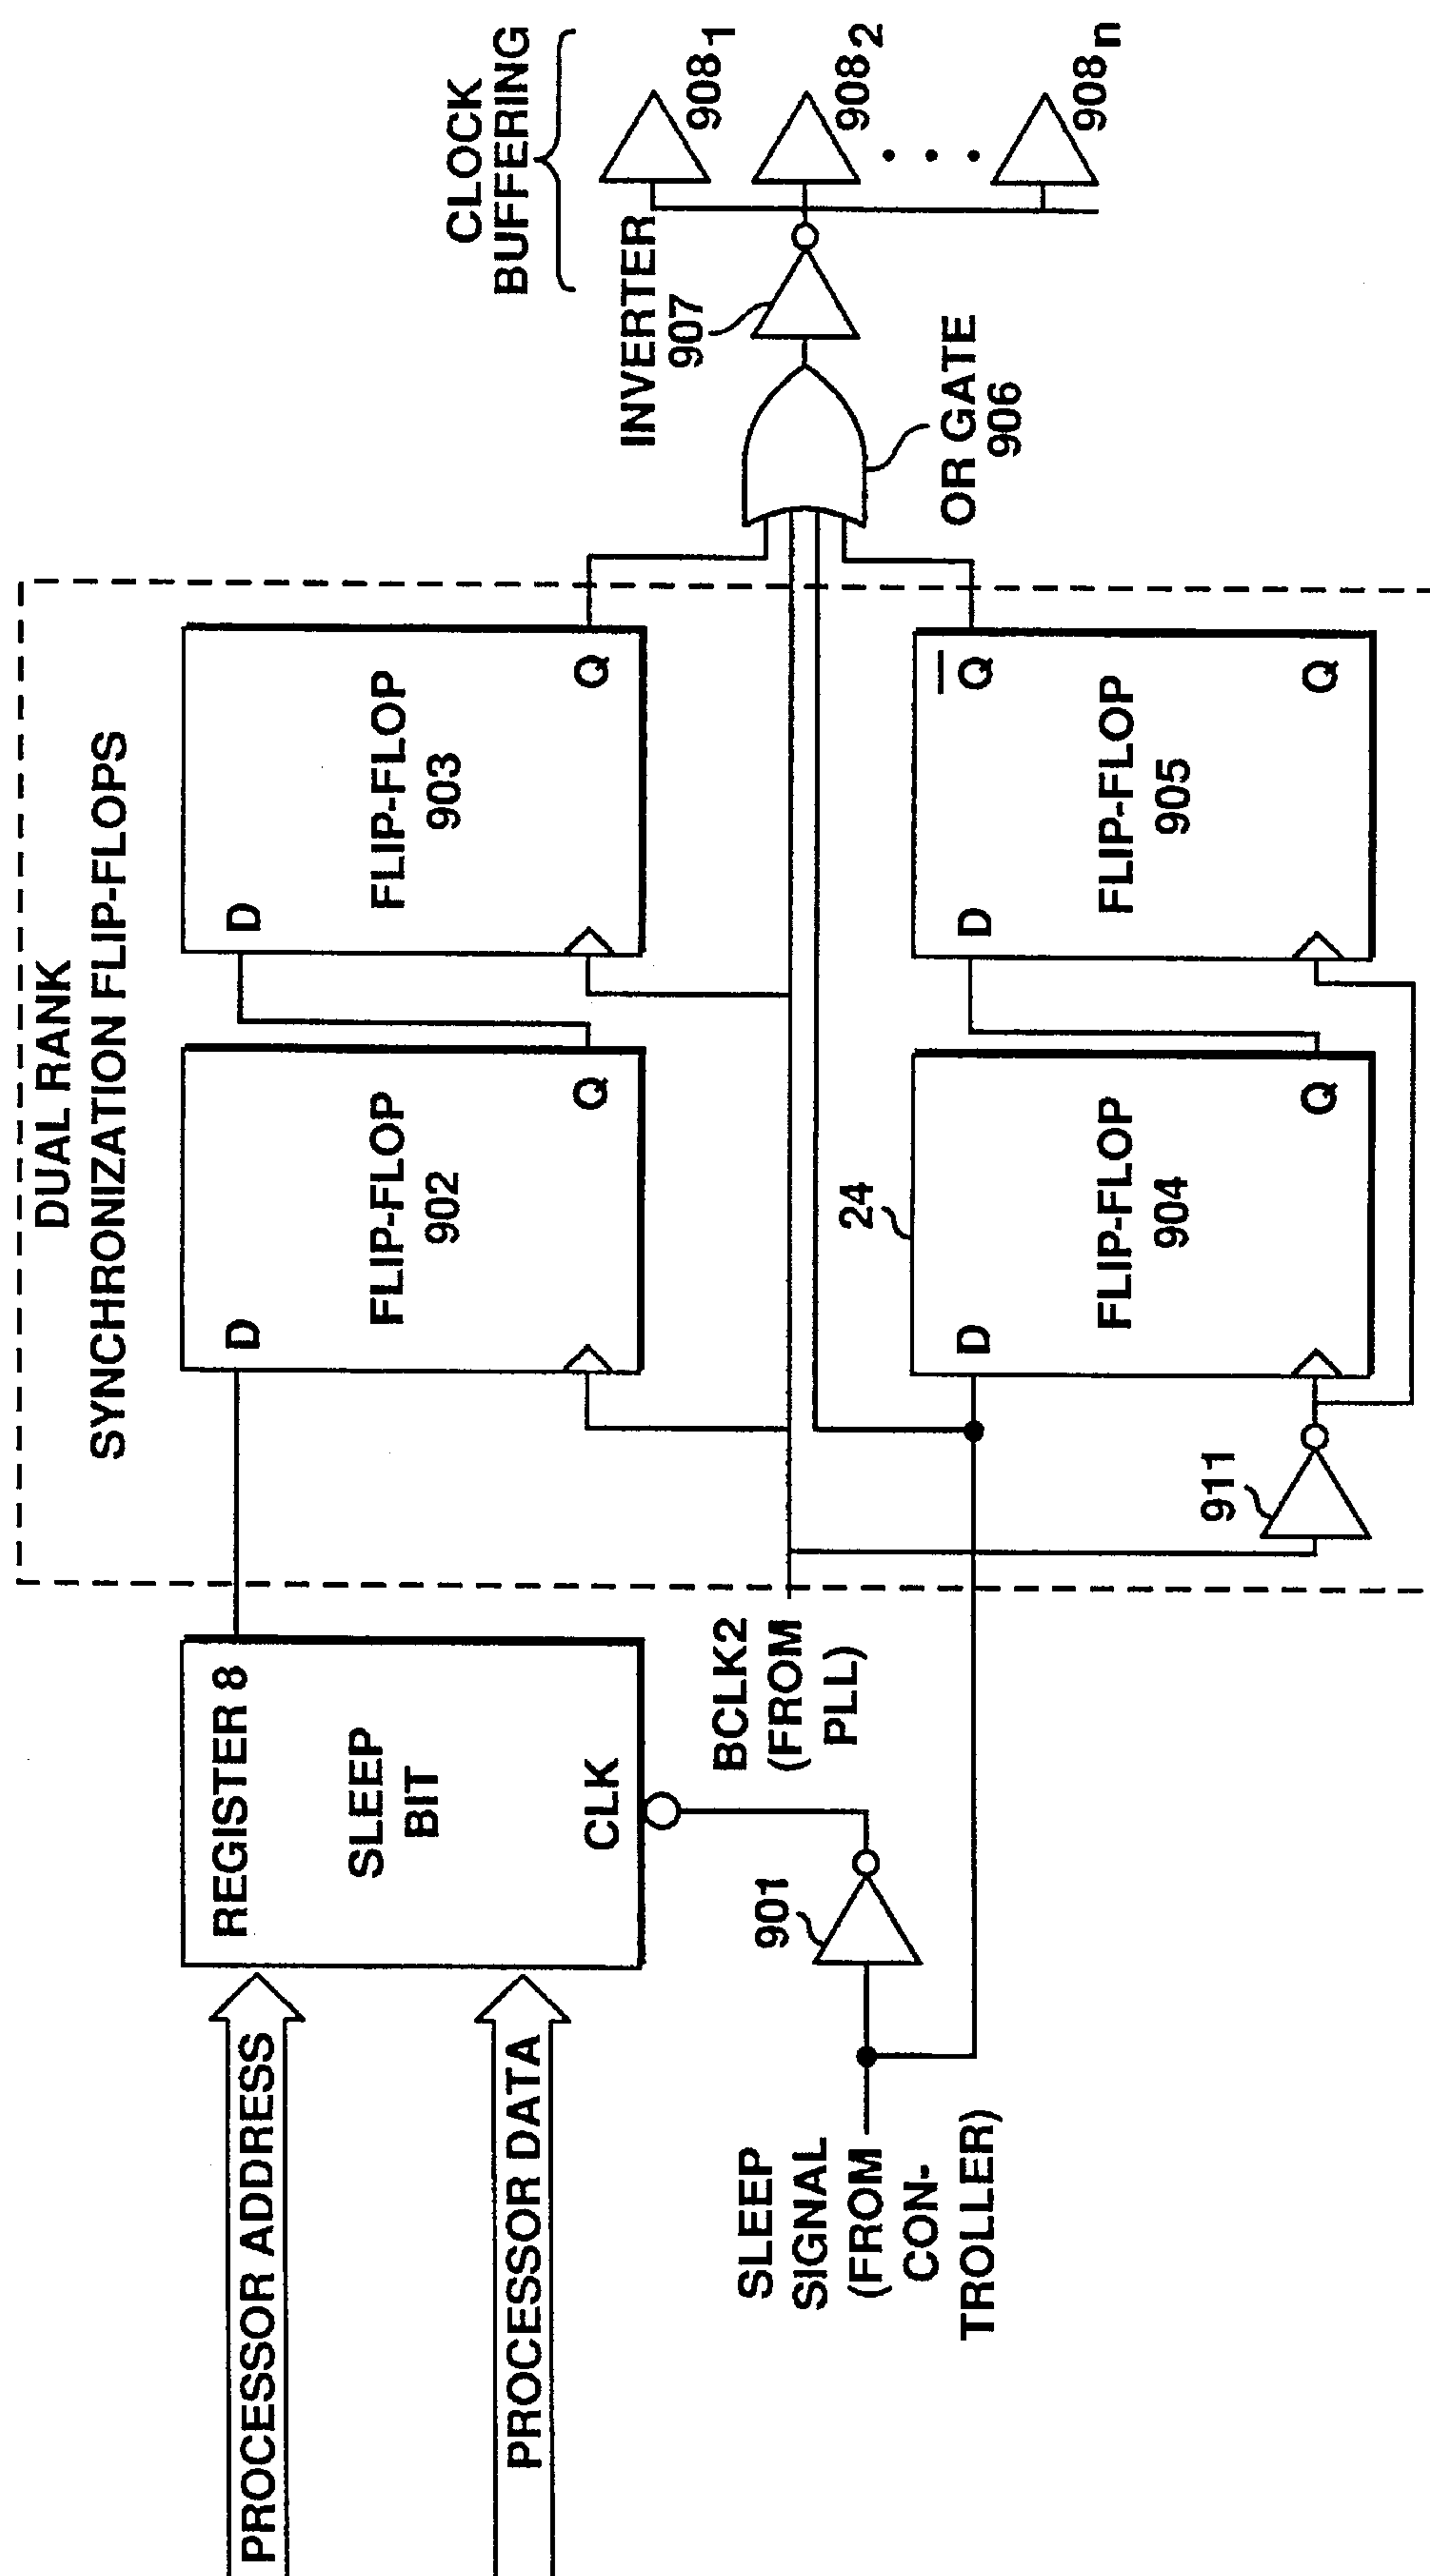 DUAL RANK
SYNCHRONIZATION FLIP-FLOPS
PROCESSOR ADDRESS
PROCESSOR DATA
REGISTER 8
SLEEP
BIT
CLK
D
FLIP-FLOP
902
Q
D
FLIP-FLOP
903
Q
CLOCK
BUFFERING
INVERTER
907
908₁
908₂
908ₙ
OR GATE
906
BCLK2
(FROM
PLL)
SLEEP
SIGNAL
(FROM
CON-
TROLLER)
901
24
D
FLIP-FLOP
904
Q
D
FLIP-FLOP
905
Q̅
Q
911